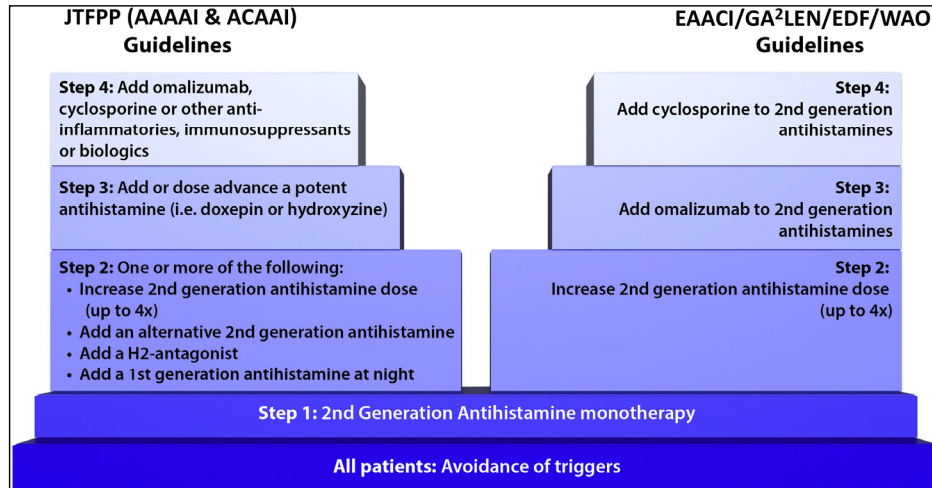 JTFPP (AAAAI & ACAAI)
Guidelines
Step 4: Add omalizumab,
cyclosporine or other anti-
inflammatories, immunosuppressants
or biologics
Step 3: Add or dose advance a potent
antihistamine (i.e. doxepin or hydroxyzine)
Step 2: One or more of the following:
• Increase 2nd generation antihistamine dose
(up to 4x)
• Add an alternative 2nd generation antihistamine
• Add a H2-antagonist
• Add a 1st generation antihistamine at night
EAACI/GA²LEN/EDF/WAO
Guidelines
Step 4:
Add cyclosporine to 2nd generation
antihistamines
Step 3:
Add omalizumab to 2nd generation
antihistamines
Step 2:
Increase 2nd generation antihistamine dose
(up to 4x)
Step 1: 2nd Generation Antihistamine monotherapy
All patients: Avoidance of triggers